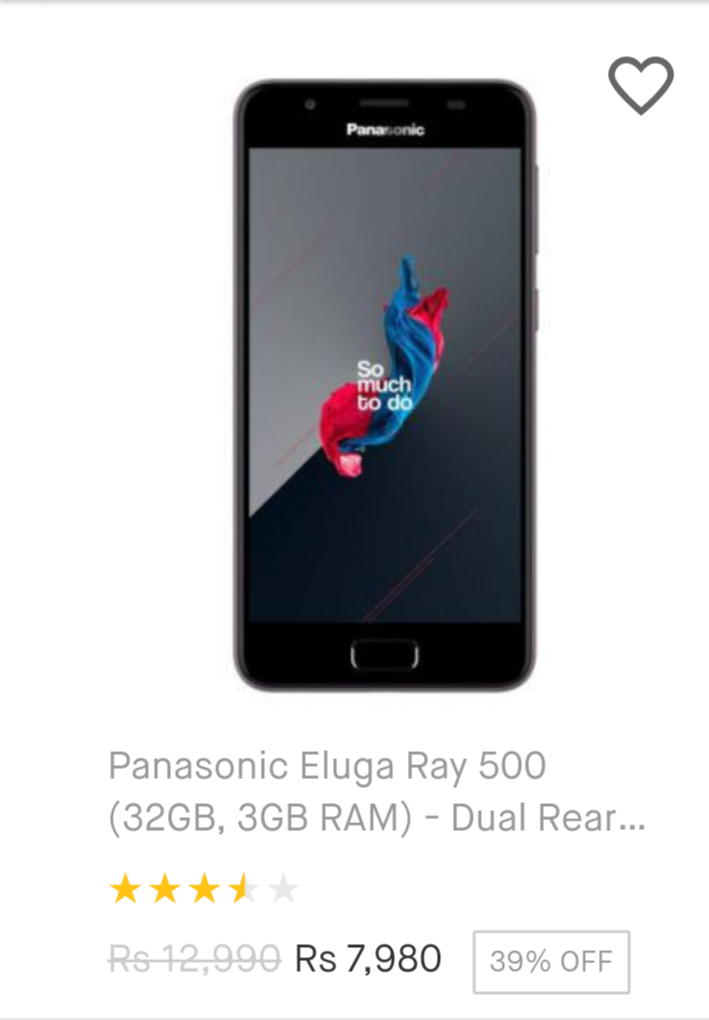 Panasonic
So
much
to do
Panasonic Eluga Ray 500
(32GB, 3GB RAM) - Dual Rear...
Rs 12,990 Rs 7,980 39% OFF